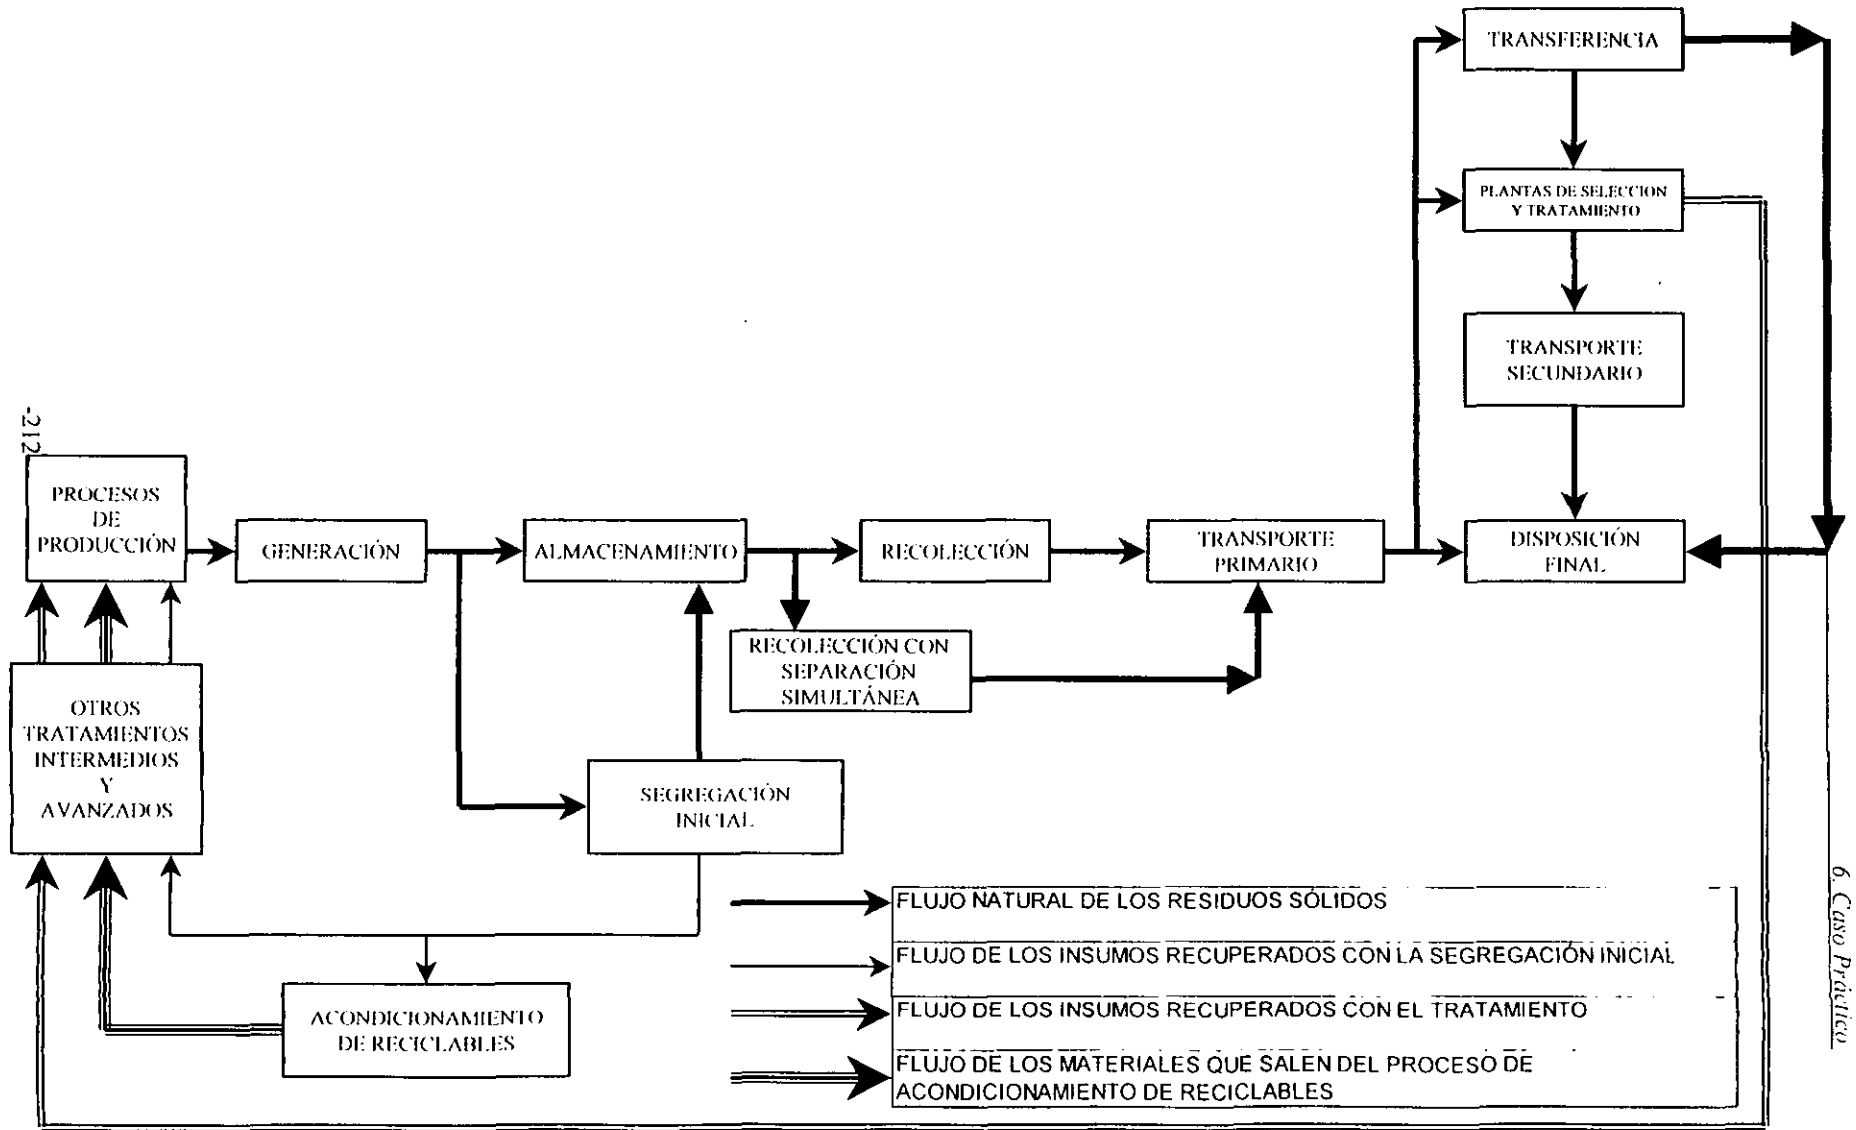 TRANSFERENCIA
PLANTAS DE SELECCION
Y TRATAMIENTO
TRANSPORTE
SECUNDARIO
-212
PROCESOS
DE
PRODUCCIÓN
GENERACIÓN
ALMACENAMIENTO
RECOLECCIÓN
TRANSPORTE
PRIMARIO
DISPOSICIÓN
FINAL
RECOLECCIÓN CON
SEPARACIÓN
SIMULTÁNEA
OTROS
TRATAMIENTOS
INTERMEDIOS
Y
AVANZADOS
SEGREGACIÓN
INICIAL
ACONDICIONAMIENTO
DE RECICLABLES
FLUJO NATURAL DE LOS RESIDUOS SÓLIDOS
FLUJO DE LOS INSUMOS RECUPERADOS CON LA SEGREGACIÓN INICIAL
FLUJO DE LOS INSUMOS RECUPERADOS CON EL TRATAMIENTO
FLUJO DE LOS MATERIALES QUE SALEN DEL PROCESO DE
ACONDICIONAMIENTO DE RECICLABLES
6. Caso Práctico